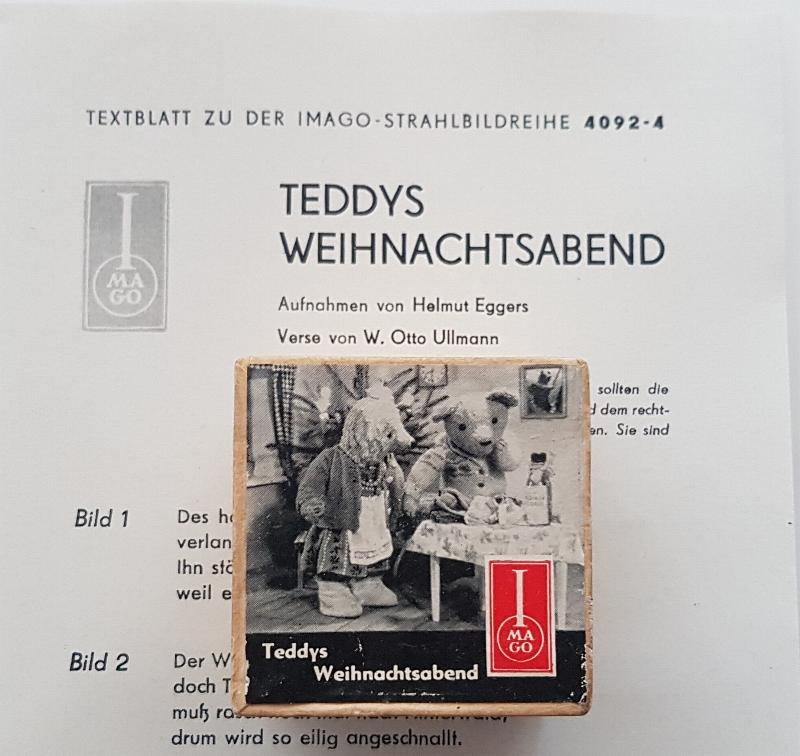 TEXTBLATT ZU DER IMAGO-STRAHLBILDREIHE 4092-4
I
MA
GO
TEDDYS
WEIHNACHTSABEND
Aufnahmen von Helmut Eggers
Verse von W. Otto Ullmann
sollten die
dem recht-
Sie sind
Bild 1
Des
verlan
Ihn
weil
Bild 2
Der
doch
muß
drum wird so eilig angeschnallt.
Teddys
Weihnachtsabend
I
MA
GO